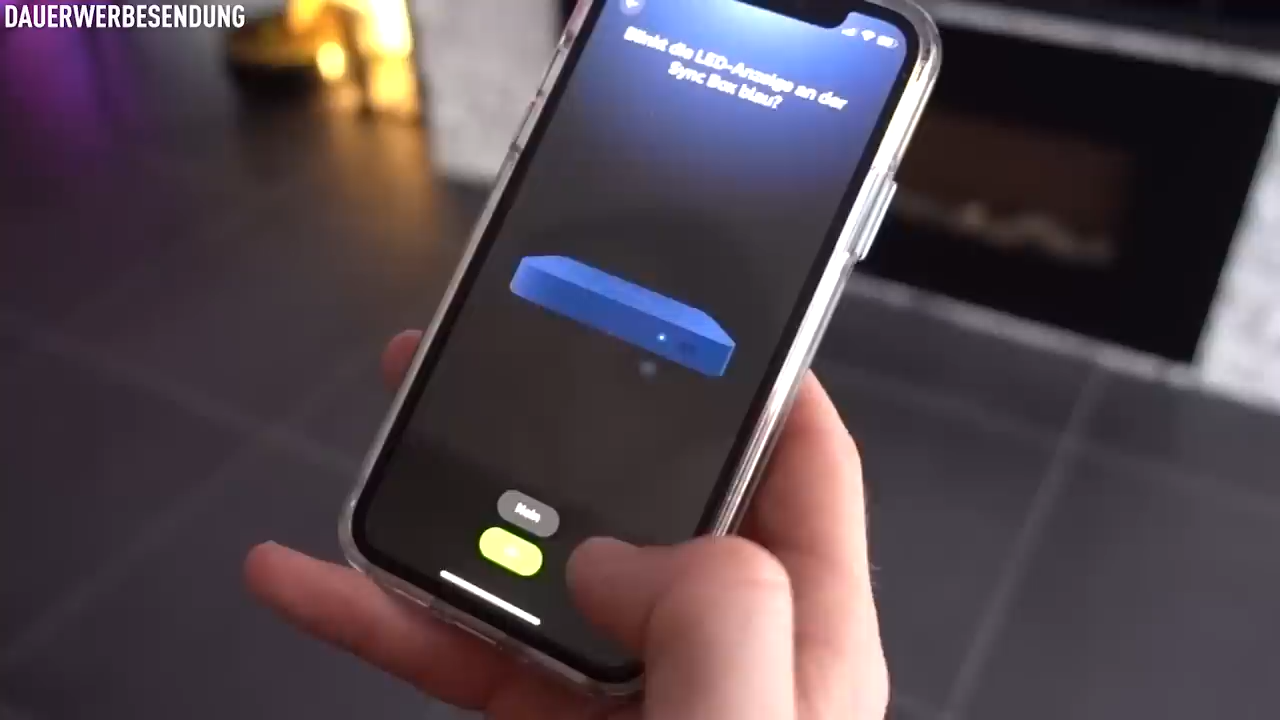 DAUERWERBESENDUNG
Blinkt die LED-Anzeige an der
Sync Box blau?
Nein